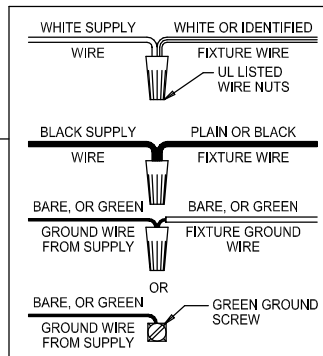 WHITE SUPPLY WIRE
WHITE OR IDENTIFIED FIXTURE WIRE
UL LISTED
WIRE NUTS
BLACK SUPPLY WIRE
PLAIN OR BLACK FIXTURE WIRE
BARE, OR GREEN
GROUND WIRE
FROM SUPPLY
BARE, OR GREEN
FIXTURE GROUND
WIRE
OR
BARE, OR GREEN
GROUND WIRE
FROM SUPPLY
GREEN GROUND
SCREW